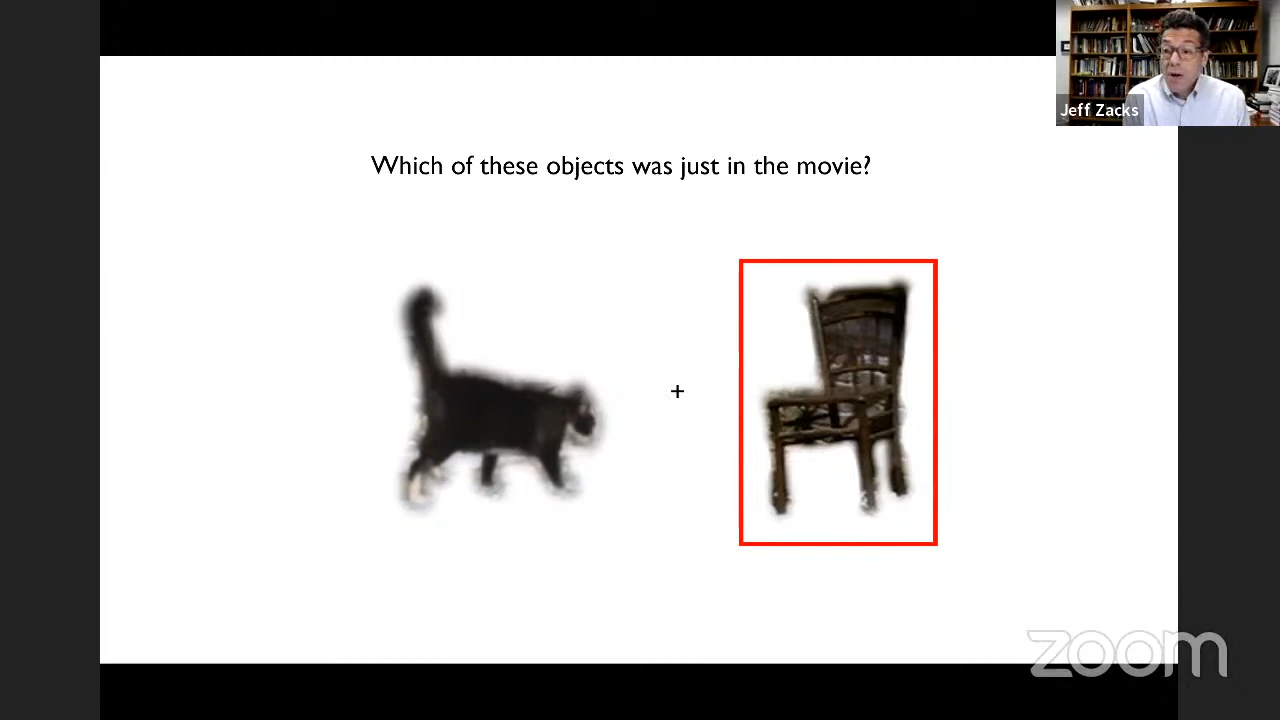 Jeff Zacks
Which of these objects was just in the movie?
+
zoom